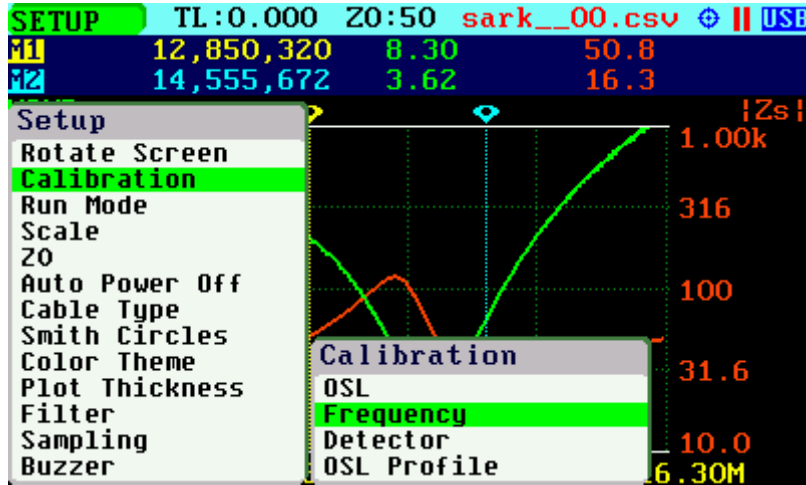 SETUP TL:0.000 Z0:50 sark__00.csv USB
M1 12,850,320 8.30 50.8
M2 14,555,672 3.62 16.3
|Zs|
Setup
1.00k
Rotate Screen
Calibration
Run Mode
316
Scale
Z0
Auto Power Off
100
Cable Type
Smith Circles
Color Theme
Calibration
31.6
Plot Thickness
OSL
Filter
Frequency
Sampling
Detector
10.0
Buzzer
OSL Profile
6.30M